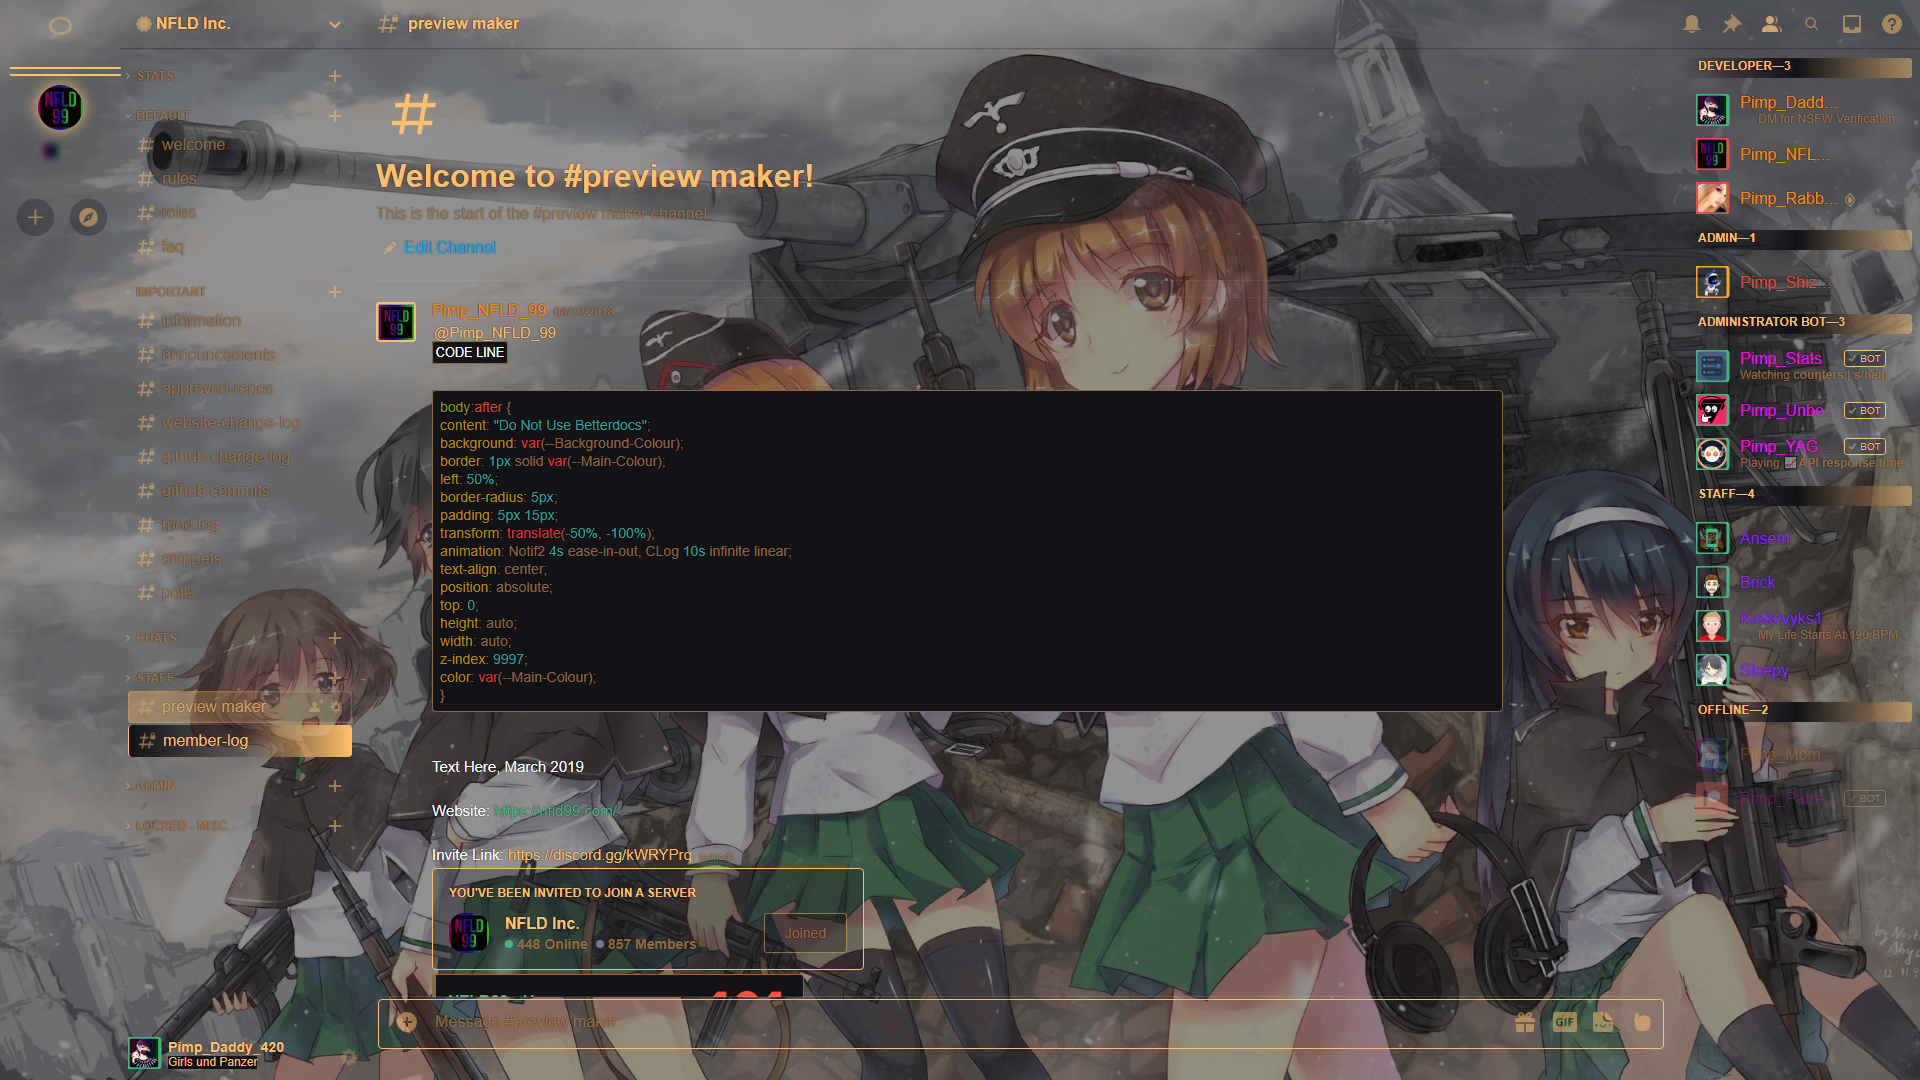 NFLD Inc.
preview maker
STATS
NFLD
99
DEFAULT
welcome
rules
roles
faq
IMPORTANT
information
announcements
approved-repos
website-change-log
github-change-log
github commits
mod log
snippets
polls
CHATS
STAFF
preview maker
member-log
ADMIN
LOCKED - MISC
Pimp_Daddy_420
Girls und Panzer
Welcome to #preview maker!
This is the start of the #preview maker channel
Edit Channel
NFLD
99
Pimp_NFLD_99 08/30/2018
@Pimp_NFLD_99
CODE LINE
body:after {
content: "Do Not Use Betterdocs";
background: var(--Background-Colour);
border: 1px solid var(--Main-Colour);
left: 50%;
border-radius: 5px;
padding: 5px 15px;
transform: translate(-50%, -100%);
animation: Notif2 4s ease-in-out, CLog 10s infinite linear;
text-align: center;
position: absolute;
top: 0;
height: auto;
width: auto;
z-index: 9997;
color: var(--Main-Colour);
}
Text Here, March 2019
Website: https://nfld99.com/
Invite Link: https://discord.gg/kWRYPrq
YOU'VE BEEN INVITED TO JOIN A SERVER
NFLD
99
NFLD Inc.
448 Online 857 Members
Joined
Message #preview maker
GIF
DEVELOPER—3
Pimp_Dadd...
DM for NSFW Verification
NFLD
99
Pimp_NFL...
Pimp_Rabb...
ADMIN—1
Pimp_Shiz...
ADMINISTRATOR BOT—3
Pimp_Stats BOT
Watching counters | s/help
Pimp_Unbe BOT
Pimp_YAG BOT
Playing API response time
STAFF—4
Ansem
Brick
Krekevyks1
My Life Starts At 190 BPM
Sleepy
OFFLINE—2
Pimp_Mom...
BOT